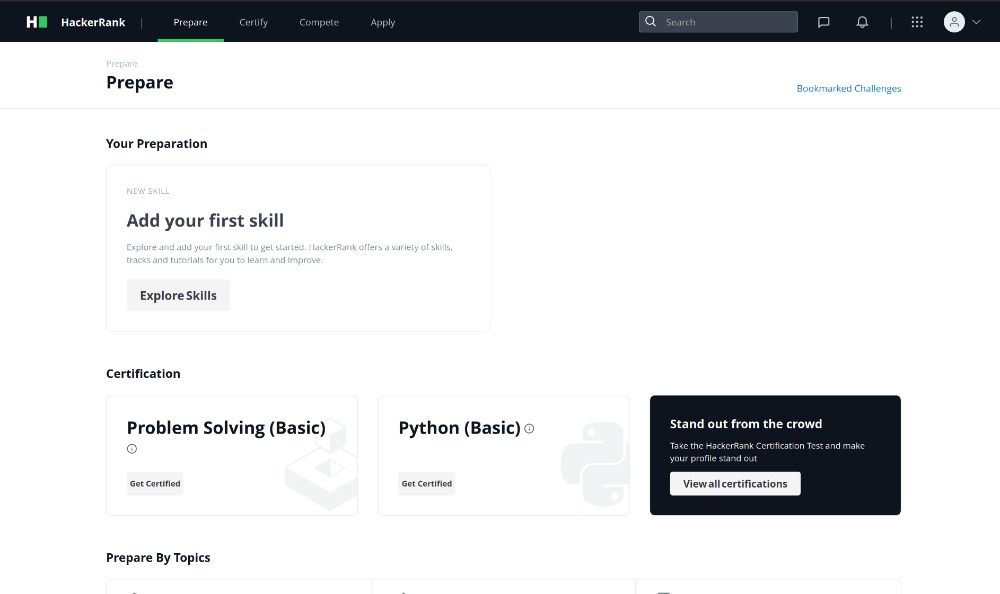 HackerRank | Prepare Certify Compete Apply Search |
Prepare
Prepare
Bookmarked Challenges
Your Preparation
NEW SKILL
Add your first skill
Explore and add your first skill to get started. HackerRank offers a variety of skills,
tracks and tutorials for you to learn and improve.
Explore Skills
Certification
Problem Solving (Basic)
Get Certified
Python (Basic)
Get Certified
Stand out from the crowd
Take the HackerRank Certification Test and make
your profile stand out
View all certifications
Prepare By Topics